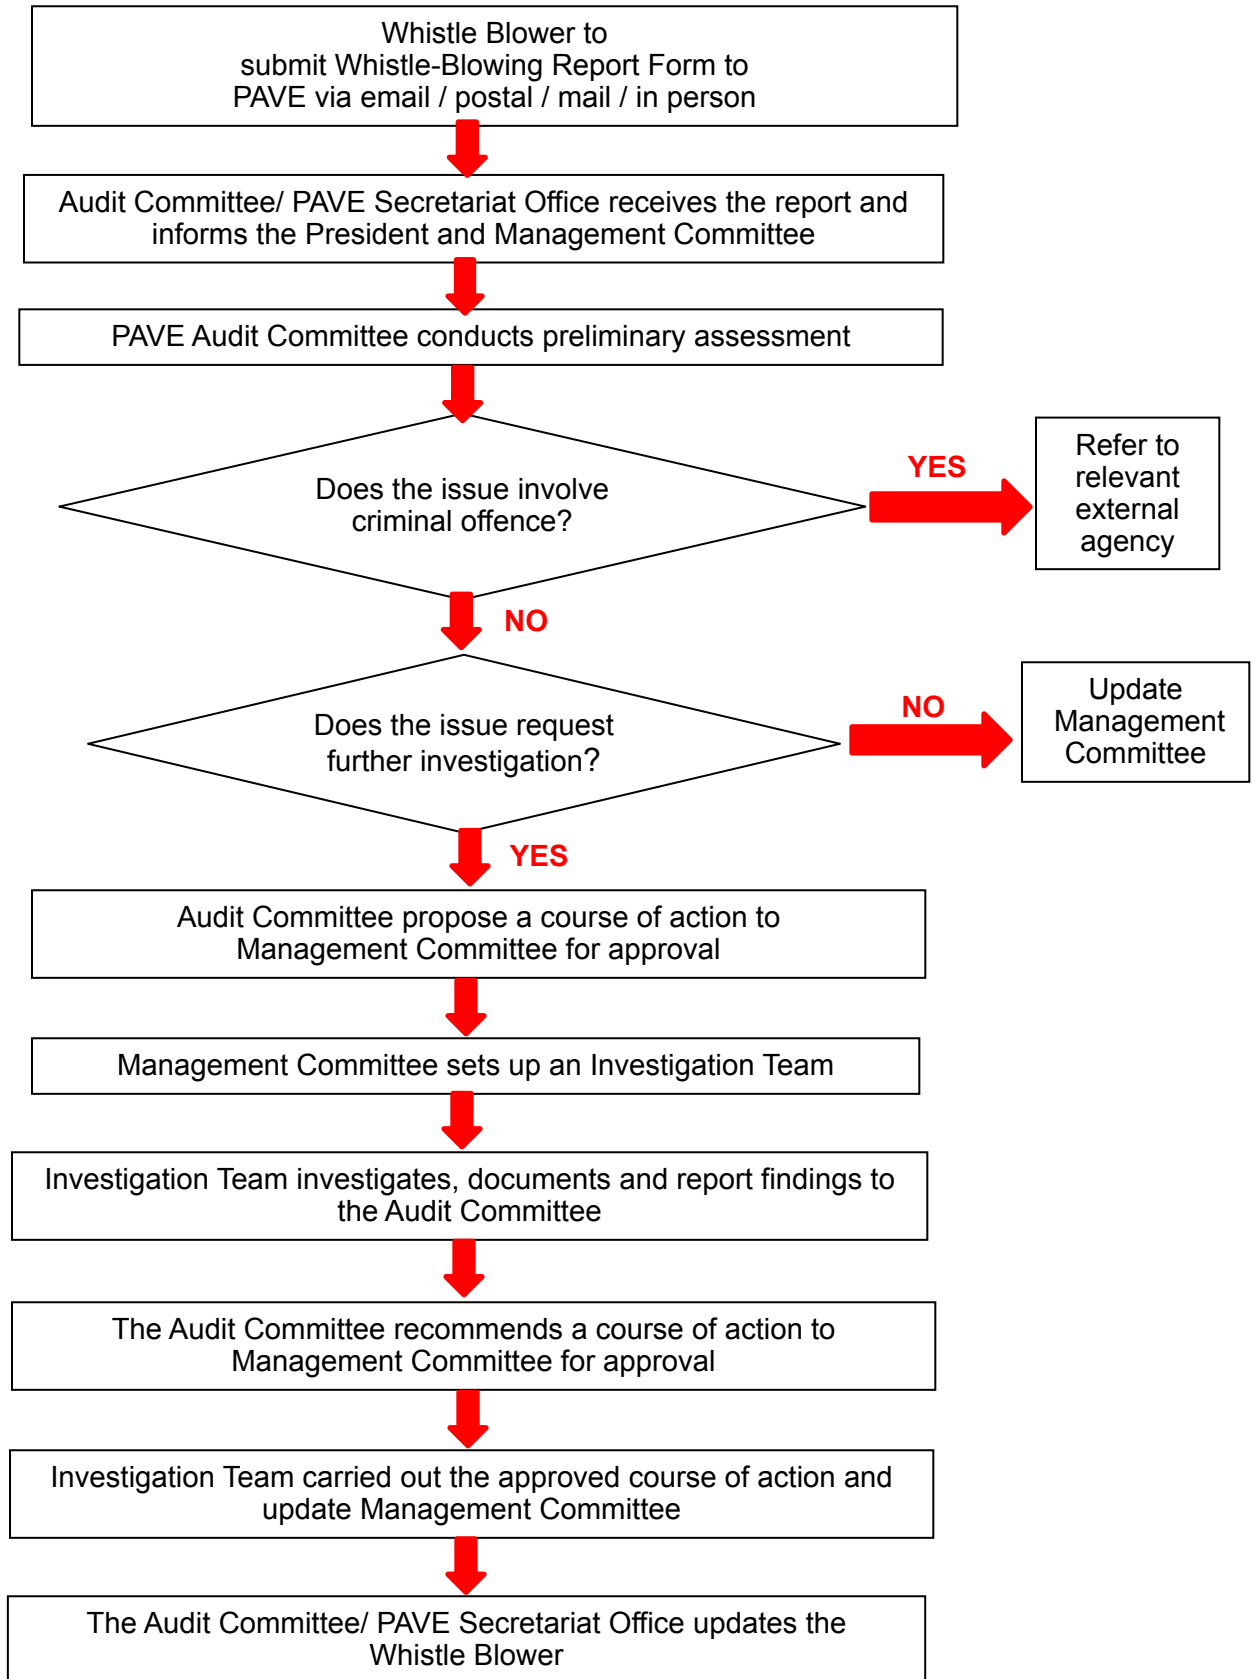 Whistle Blower to
submit Whistle-Blowing Report Form to
PAVE via email / postal / mail / in person
Audit Committee/ PAVE Secretariat Office receives the report and
informs the President and Management Committee
PAVE Audit Committee conducts preliminary assessment
Does the issue involve
criminal offence?
YES
Refer to
relevant
external
agency
NO
Does the issue request
further investigation?
NO
Update
Management
Committee
YES
Audit Committee propose a course of action to
Management Committee for approval
Management Committee sets up an Investigation Team
Investigation Team investigates, documents and report findings to
the Audit Committee
The Audit Committee recommends a course of action to
Management Committee for approval
Investigation Team carried out the approved course of action and
update Management Committee
The Audit Committee/ PAVE Secretariat Office updates the
Whistle Blower